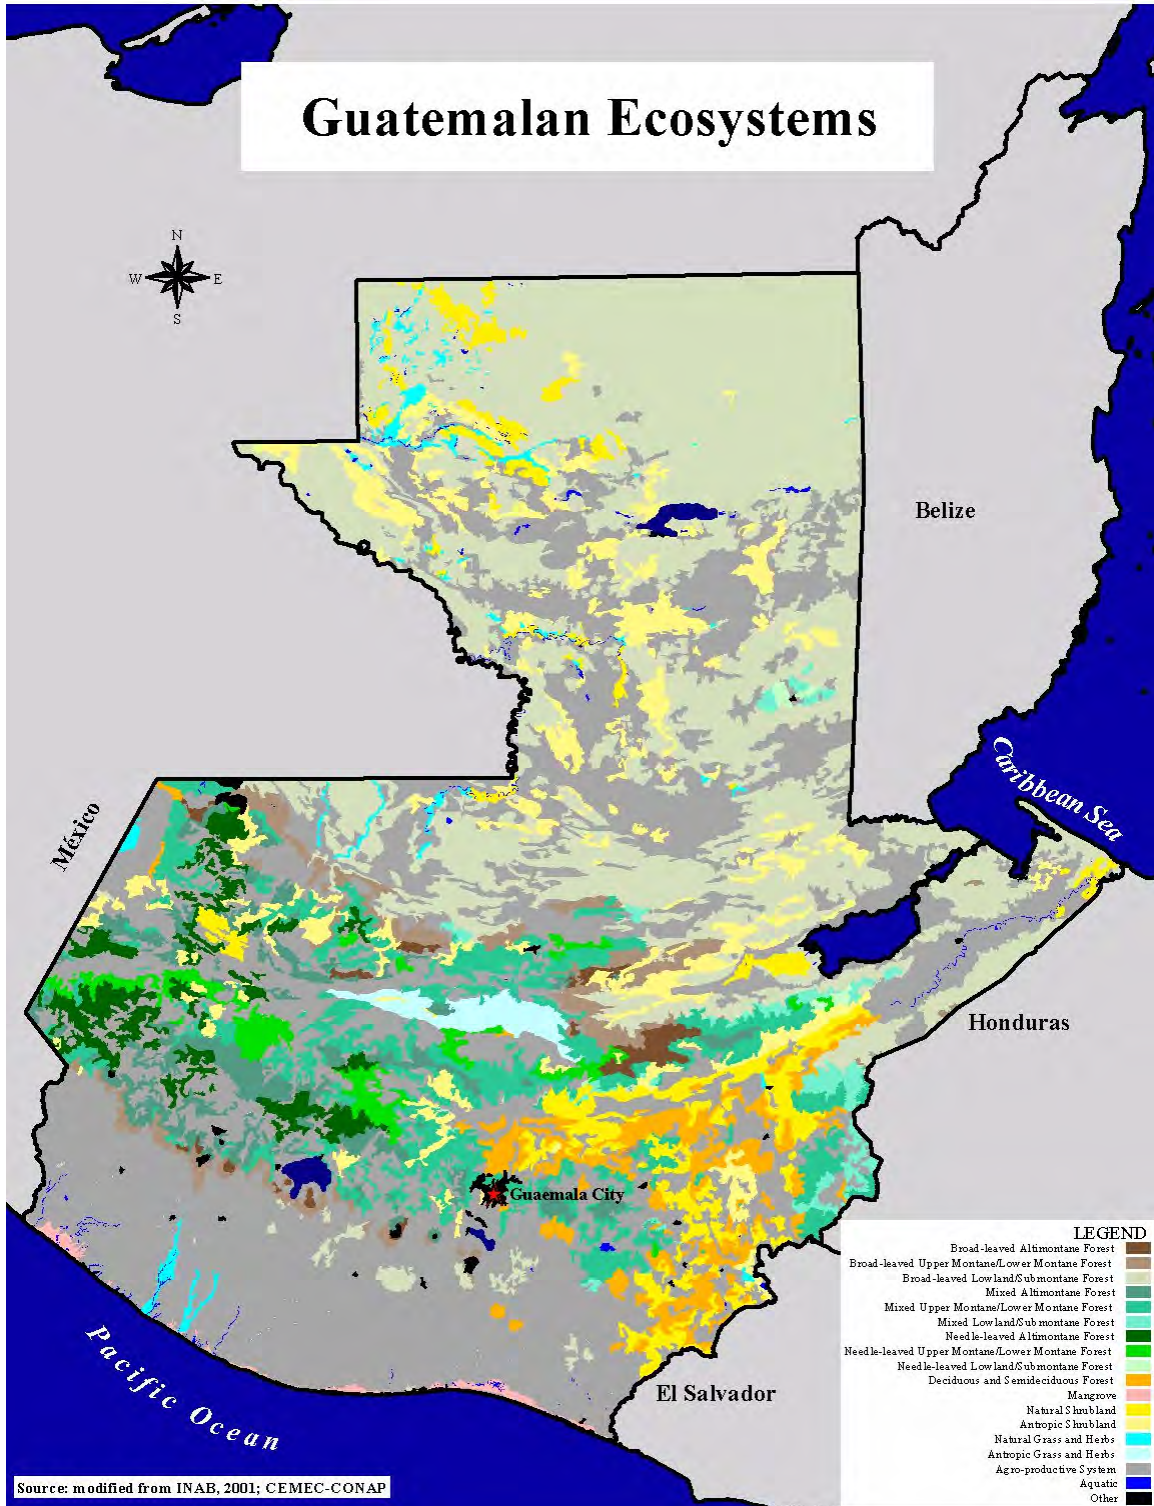 Guatemalan Ecosystems
N
W
E
S
Belize
Caribbean Sea
México
Honduras
Guaemala City
El Salvador
Pacific Ocean
LEGEND
Broad-leaved Altimontane Forest
Broad-leaved Upper Montane/Lower Montane Forest
Broad-leaved Lowland/Submontane Forest
Mixed Altimontane Forest
Mixed Upper Montane/Lower Montane Forest
Mixed Lowland/Submontane Forest
Needle-leaved Altimontane Forest
Needle-leaved Upper Montane/Lower Montane Forest
Needle-leaved Lowland/Submontane Forest
Deciduous and Semideciduous Forest
Mangrove
Natural Shrubland
Antropic Shrubland
Natural Grass and Herbs
Antropic Grass and Herbs
Agro-productive System
Aquatic
Other
Source: modified from INAB, 2001; CEMEC-CONAP